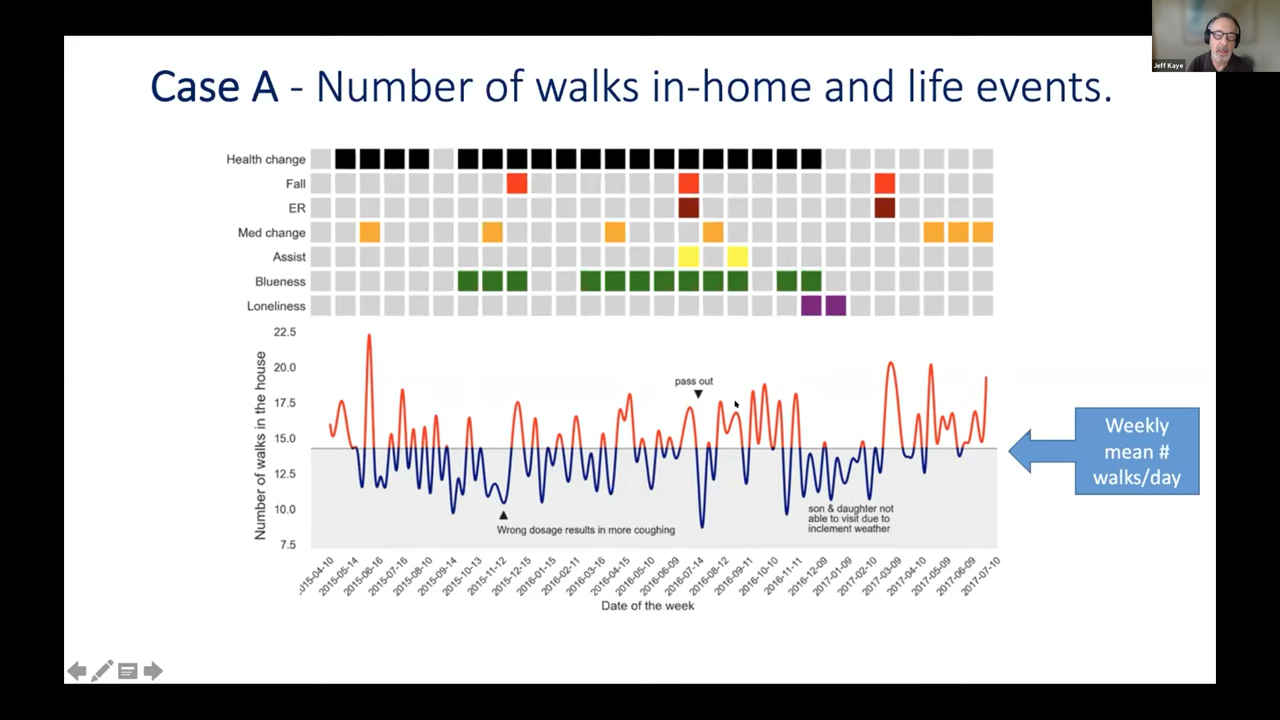 Jeff Kaye
Case A - Number of walks in-home and life events.
Health change
Fall
ER
Med change
Assist
Blueness
Loneliness
22.5
20.0
17.5
15.0
12.5
10.0
7.5
Number of walks in the house
pass out
Wrong dosage results in more coughing
son & daughter not
able to visit due to
inclement weather
Weekly
mean #
walks/day
2015-04-10
2015-05-14
2015-06-16
2015-07-16
2015-08-10
2015-09-14
2015-10-13
2015-11-12
2015-12-15
2016-01-15
2016-02-11
2016-03-16
2016-04-15
2016-05-10
2016-06-09
2016-07-14
2016-08-12
2016-09-11
2016-10-10
2016-11-11
2016-12-09
2017-01-09
2017-02-10
2017-03-09
2017-04-10
2017-05-09
2017-06-09
2017-07-10
Date of the week